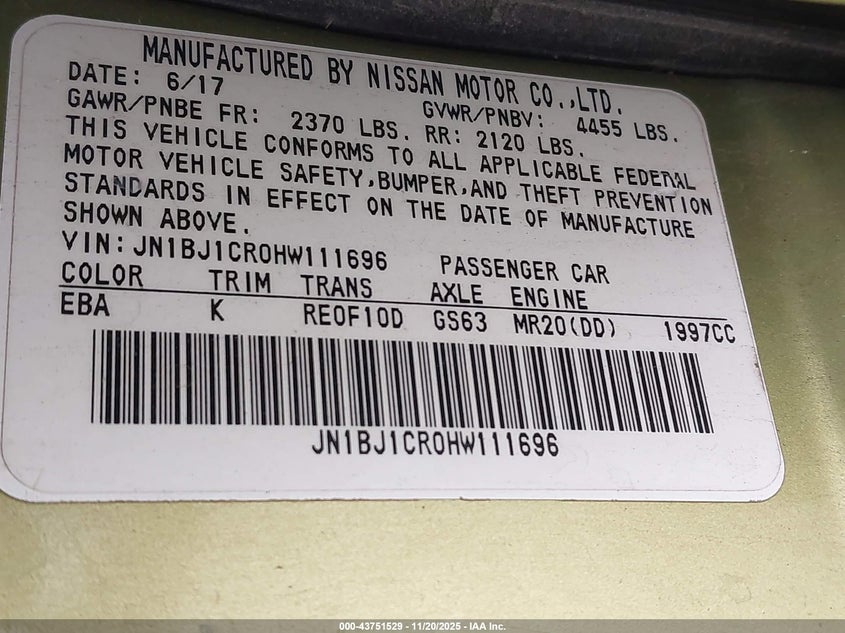 MANUFACTURED BY NISSAN MOTOR CO.,LTD.
DATE: 6/17 GVWR/PNBV: 4455 LBS.
GAWR/PNBE FR: 2370 LBS. RR: 2120 LBS.
THIS VEHICLE CONFORMS TO ALL APPLICABLE FEDERAL
MOTOR VEHICLE SAFETY,BUMPER,AND THEFT PREVENTION
STANDARDS IN EFFECT ON THE DATE OF MANUFACTURE
SHOWN ABOVE.
VIN: JN1BJ1CR0HW111696 PASSENGER CAR
COLOR TRIM TRANS AXLE ENGINE
EBA K RE0F10D GS63 MR20(DD) 1997CC
JN1BJ1CR0HW111696
000-43751529 - 11/20/2025 - IAA Inc.